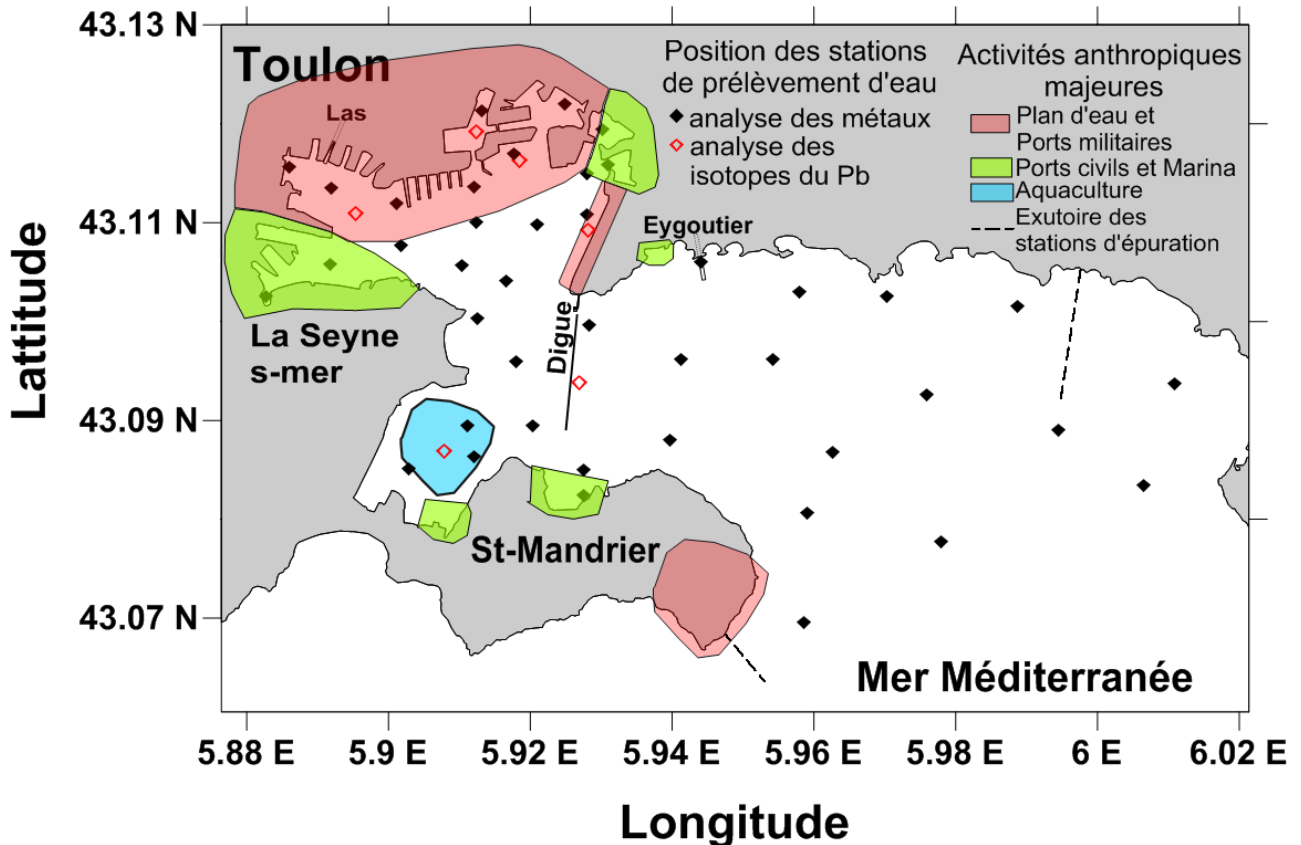 43.13 N
Toulon
Las
Position des stations
de prélèvement d'eau
analyse des métaux
analyse des
isotopes du Pb
Activités anthropiques
majeures
Plan d'eau et
Ports militaires
Ports civils et Marina
Aquaculture
Exutoire des
stations d'épuration
43.11 N
Eygoutier
La Seyne
s-mer
Digue
Lattitude
43.09 N
St-Mandrier
43.07 N
Mer Méditerranée
5.88 E
5.9 E
5.92 E
5.94 E
5.96 E
5.98 E
6 E
6.02 E
Longitude